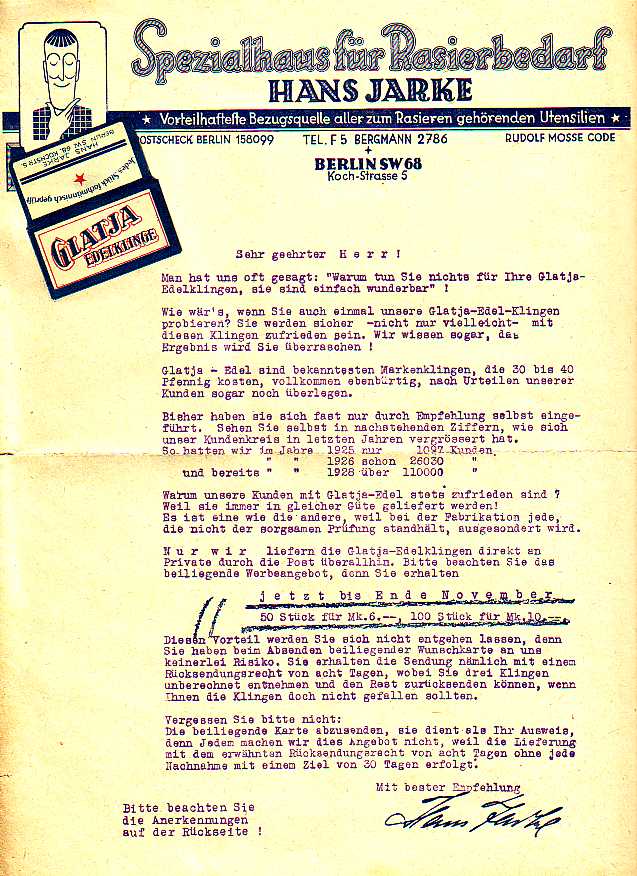 Spezialhaus für Rasierbedarf
HANS JARKE
★ Vorteilhafteste Bezugsquelle aller zum Rasieren gehörenden Utensilien ★
OSTSCHECK BERLIN 158099 TEL. F 5 BERGMANN 2786 RUDOLF MOSSE CODE
BERLIN SW 68
Koch-Strasse 5
HANS JARKE
BERLIN SW 68, KOCHSTR. 5
Jedes Stück fachmännisch geprüft
GLATJA
EDELKLINGE
Sehr geehrter H e r r !
Man hat uns oft gesagt: "Warum tun Sie nichts für Ihre Glatja-
Edelklingen, sie sind einfach wunderbar" !
Wie wär's, wenn Sie auch einmal unsere Glatja-Edel-Klingen
probieren? Sie werden sicher -nicht nur vielleicht- mit
diesen Klingen zufrieden sein. Wir wissen sogar, das
Ergebnis wird Sie überraschen !
Glatja - Edel sind bekanntesten Markenklingen, die 30 bis 40
Pfennig kosten, vollkommen ebenbürtig, nach Urteilen unserer
Kunden sogar noch überlegen.
Bisher haben sie sich fast nur durch Empfehlung selbst einge-
führt. Sehen Sie selbst in nachstehenden Ziffern, wie sich
unser Kundenkreis in letzten Jahren vergrössert hat.
So hatten wir im Jahre 1925 nur 1097 Kunden,
" " 1926 schon 26030 "
und bereits " " 1928 über 110000 "
Warum unsere Kunden mit Glatja-Edel stets zufrieden sind ?
Weil sie immer in gleicher Güte geliefert werden!
Es ist eine wie die andere, weil bei der Fabrikation jede,
die nicht der sorgsamen Prüfung standhält, ausgesondert wird.
N u r w i r liefern die Glatja-Edelklingen direkt an
Private durch die Post überallhin. Bitte beachten Sie das
beiliegende Werbeangebot, denn Sie erhalten
j e t z t bis E n d e N o v e m b e r
50 Stück für Mk.6.--, 100 Stück für Mk.10.--.
Diesen Vorteil werden Sie sich nicht entgehen lassen, denn
Sie haben beim Absenden beiliegender Wunschkarte an uns
keinerlei Risiko. Sie erhalten die Sendung nämlich mit einem
Rücksendungsrecht von acht Tagen, wobei Sie drei Klingen
unberechnet entnehmen und den Rest zurücksenden können, wenn
Ihnen die Klingen doch nicht gefallen sollten.
Vergessen Sie bitte nicht:
Die beiliegende Karte abzusenden, sie dient als Ihr Ausweis,
denn Jedem machen wir dies Angebot nicht, weil die Lieferung
mit dem erwähnten Rücksendungsrecht von acht Tagen ohne jede
Nachnahme mit einem Ziel von 30 Tagen erfolgt.
Mit bester Empfehlung
Hans Jarke
Bitte beachten Sie
die Anerkennungen
auf der Rückseite !